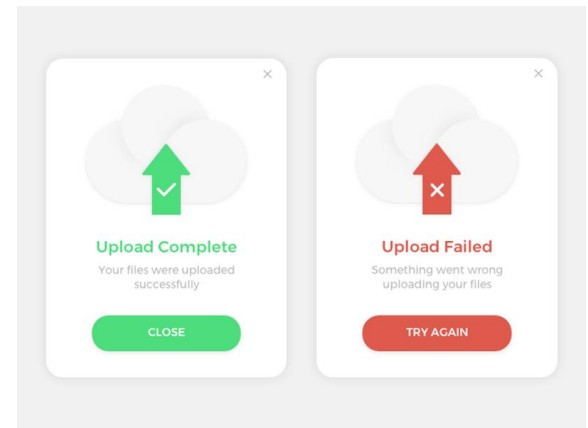 Upload Complete
Your files were uploaded
successfully
CLOSE
Upload Failed
Something went wrong
uploading your files
TRY AGAIN